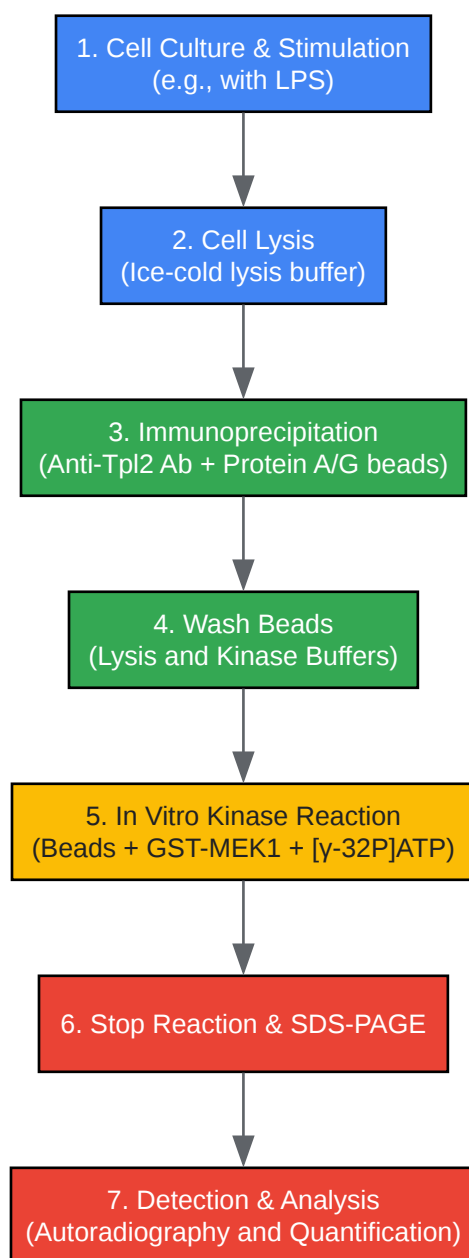 1. Cell Culture & Stimulation
(e.g., with LPS)
2. Cell Lysis
(Ice-cold lysis buffer)
3. Immunoprecipitation
(Anti-Tpl2 Ab + Protein A/G beads)
4. Wash Beads
(Lysis and Kinase Buffers)
5. In Vitro Kinase Reaction
(Beads + GST-MEK1 + [γ-32P]ATP)
6. Stop Reaction & SDS-PAGE
7. Detection & Analysis
(Autoradiography and Quantification)